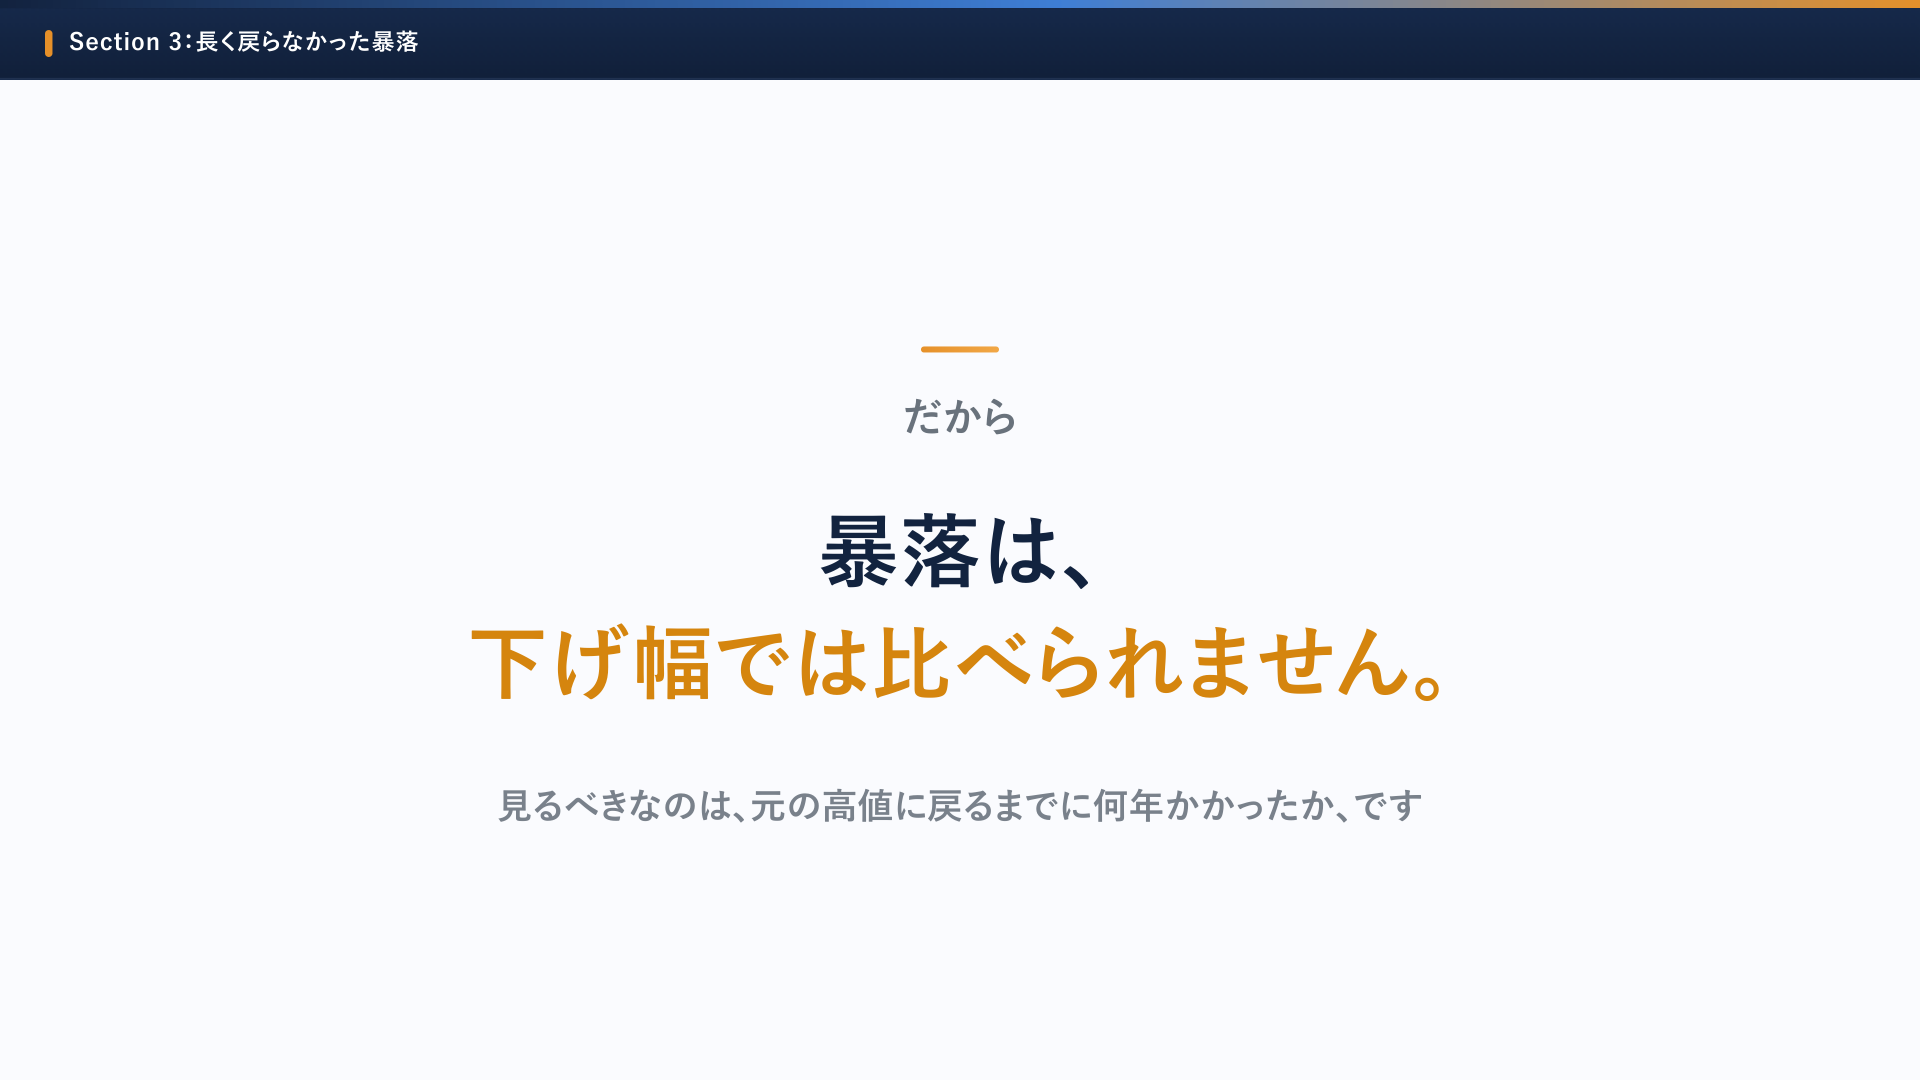 Section 3：長く戻らなかった暴落
だから
暴落は、
下げ幅では比べられません。
見るべきなのは、元の高値に戻るまでに何年かかったか、です